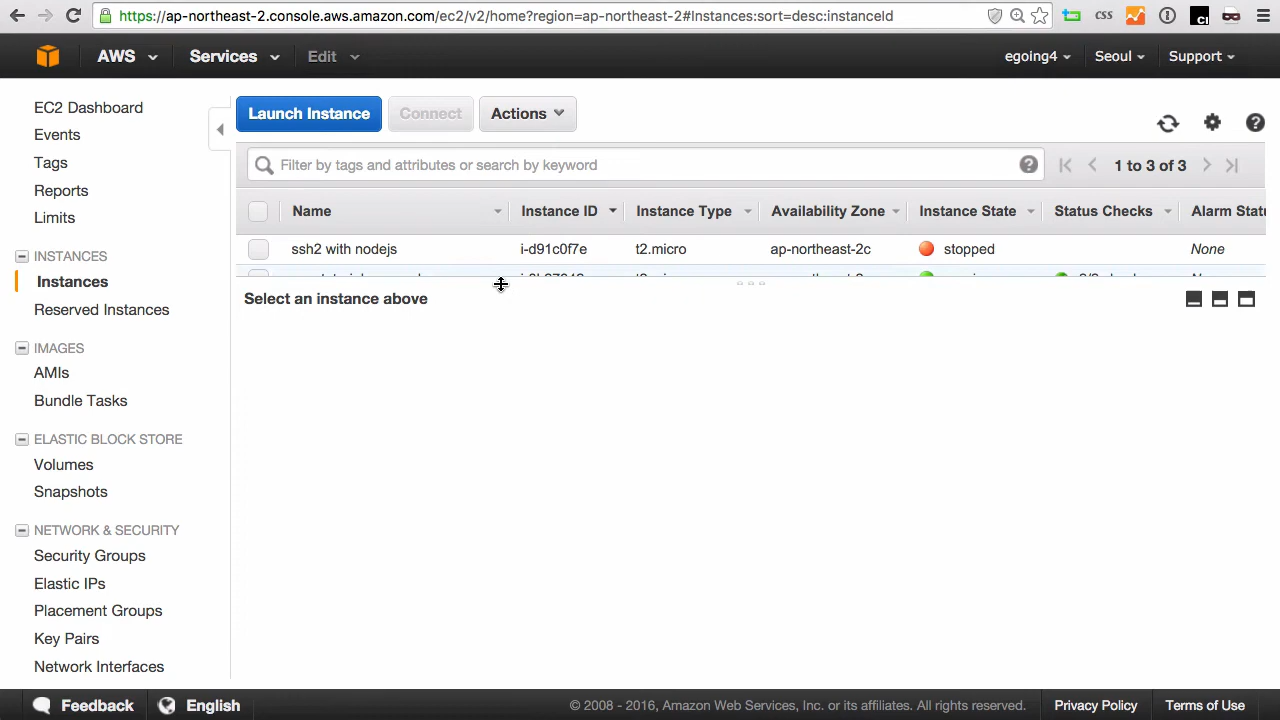 https://ap-northeast-2.console.aws.amazon.com/ec2/v2/home?region=ap-northeast-2#Instances:sort=desc:instanceId
css
AWS Services Edit egoing4 Seoul Support
EC2 Dashboard
Events
Tags
Reports
Limits
INSTANCES
Instances
Reserved Instances
IMAGES
AMIs
Bundle Tasks
ELASTIC BLOCK STORE
Volumes
Snapshots
NETWORK & SECURITY
Security Groups
Elastic IPs
Placement Groups
Key Pairs
Network Interfaces
Launch Instance Connect Actions
Filter by tags and attributes or search by keyword
1 to 3 of 3
Name Instance ID Instance Type Availability Zone Instance State Status Checks Alarm
ssh2 with nodejs i-d91c0f7e t2.micro ap-northeast-2c stopped None
Select an instance above
Feedback English © 2008 - 2016, Amazon Web Services, Inc. or its affiliates. All rights reserved. Privacy Policy Terms of Use